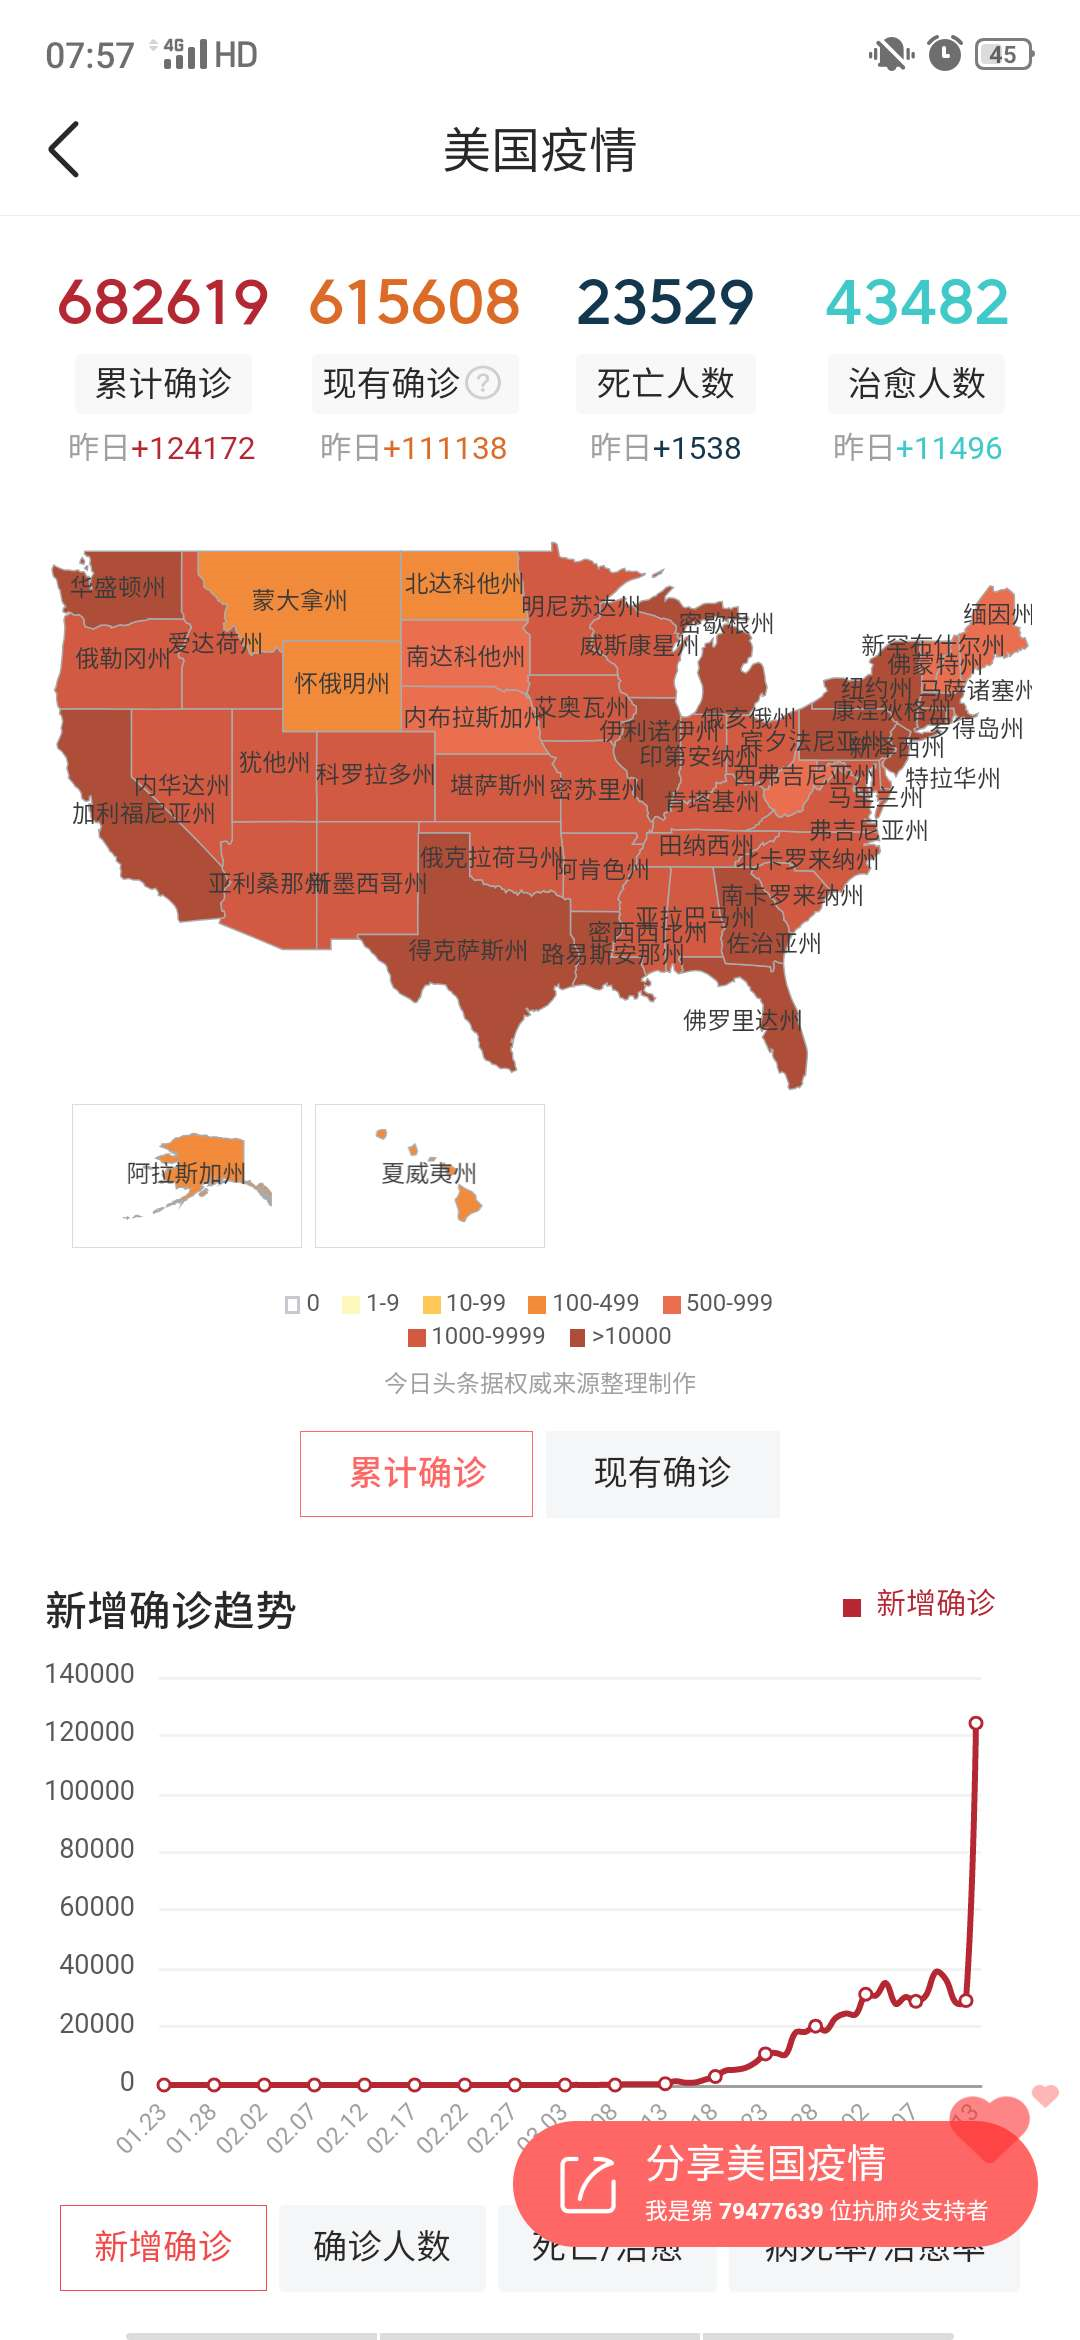 07:57 4G HD 45
美国疫情
682619 615608 23529 43482
累计确诊 现有确诊? 死亡人数 治愈人数
昨日+124172 昨日+111138 昨日+1538 昨日+11496
华盛顿州
蒙大拿州
北达科他州
明尼苏达州
密歇根州
缅因州
俄勒冈州
爱达荷州
南达科他州
威斯康星州
新罕布什尔州
佛蒙特州
怀俄明州
内布拉斯加州
艾奥瓦州
伊利诺伊州
俄亥俄州
纽约州
马萨诸塞州
康涅狄格州
罗得岛州
犹他州
科罗拉多州
印第安纳州
宾夕法尼亚州
新泽西州
内华达州
加利福尼亚州
堪萨斯州
密苏里州
肯塔基州
西弗吉尼亚州
特拉华州
马里兰州
弗吉尼亚州
俄克拉荷马州
阿肯色州
田纳西州
北卡罗来纳州
亚利桑那州
新墨西哥州
南卡罗来纳州
得克萨斯州
路易斯安那州
密西西比州
亚拉巴马州
佐治亚州
佛罗里达州
阿拉斯加州
夏威夷州
0 1-9 10-99 100-499 500-999
1000-9999 >10000
今日头条据权威来源整理制作
累计确诊 现有确诊
新增确诊趋势
新增确诊
140000
120000
100000
80000
60000
40000
20000
0
01.23 01.28 02.02 02.07 02.12 02.17 02.22 02.27 03.03 08 13 18 23 28 02 07 13
分享美国疫情
我是第 79477639 位抗肺炎支持者
新增确诊 确诊人数 死亡/治愈 病死率/治愈率